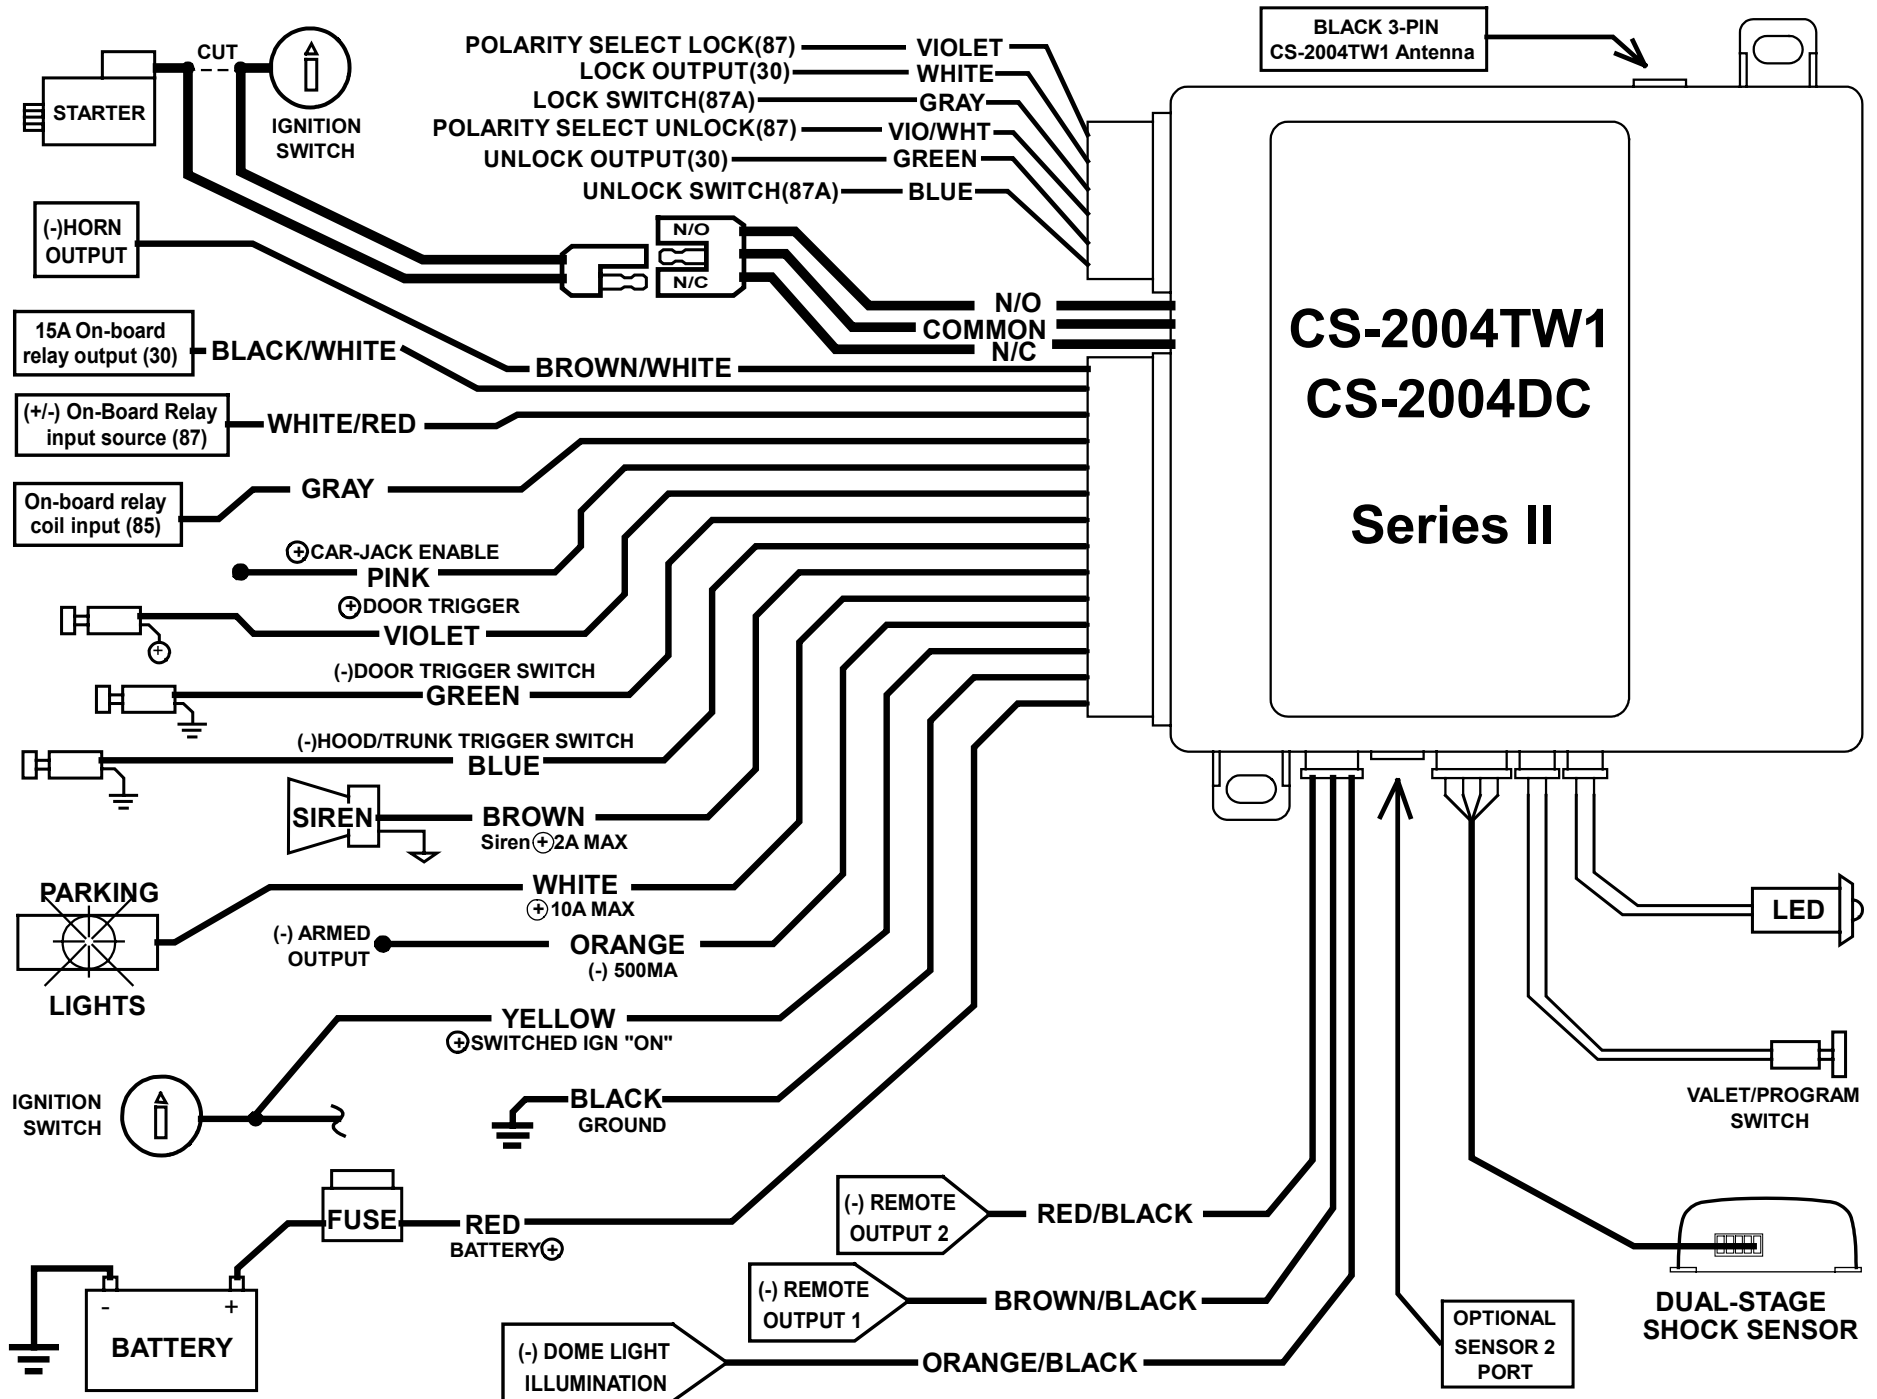 CUT
STARTER
IGNITION
SWITCH
POLARITY SELECT LOCK(87) VIOLET
LOCK OUTPUT(30) WHITE
LOCK SWITCH(87A) GRAY
POLARITY SELECT UNLOCK(87) VIO/WHT
UNLOCK OUTPUT(30) GREEN
UNLOCK SWITCH(87A) BLUE
BLACK 3-PIN
CS-2004TW1 Antenna
(-)HORN
OUTPUT
N/O
N/C
N/O
COMMON
N/C
CS-2004TW1
CS-2004DC
Series II
15A On-board
relay output (30)
BLACK/WHITE
BROWN/WHITE
(+/-) On-Board Relay
input source (87)
WHITE/RED
On-board relay
coil input (85)
GRAY
+CAR-JACK ENABLE
PINK
+DOOR TRIGGER
VIOLET
+
(-)DOOR TRIGGER SWITCH
GREEN
(-)HOOD/TRUNK TRIGGER SWITCH
BLUE
SIREN
BROWN
Siren+2A MAX
PARKING
LIGHTS
WHITE
+10A MAX
(-) ARMED
OUTPUT
ORANGE
(-) 500MA
YELLOW
+SWITCHED IGN "ON"
IGNITION
SWITCH
BLACK
GROUND
FUSE
RED
BATTERY+
- +
BATTERY
(-) REMOTE
OUTPUT 2
RED/BLACK
(-) REMOTE
OUTPUT 1
BROWN/BLACK
(-) DOME LIGHT
ILLUMINATION
ORANGE/BLACK
OPTIONAL
SENSOR 2
PORT
LED
VALET/PROGRAM
SWITCH
DUAL-STAGE
SHOCK SENSOR